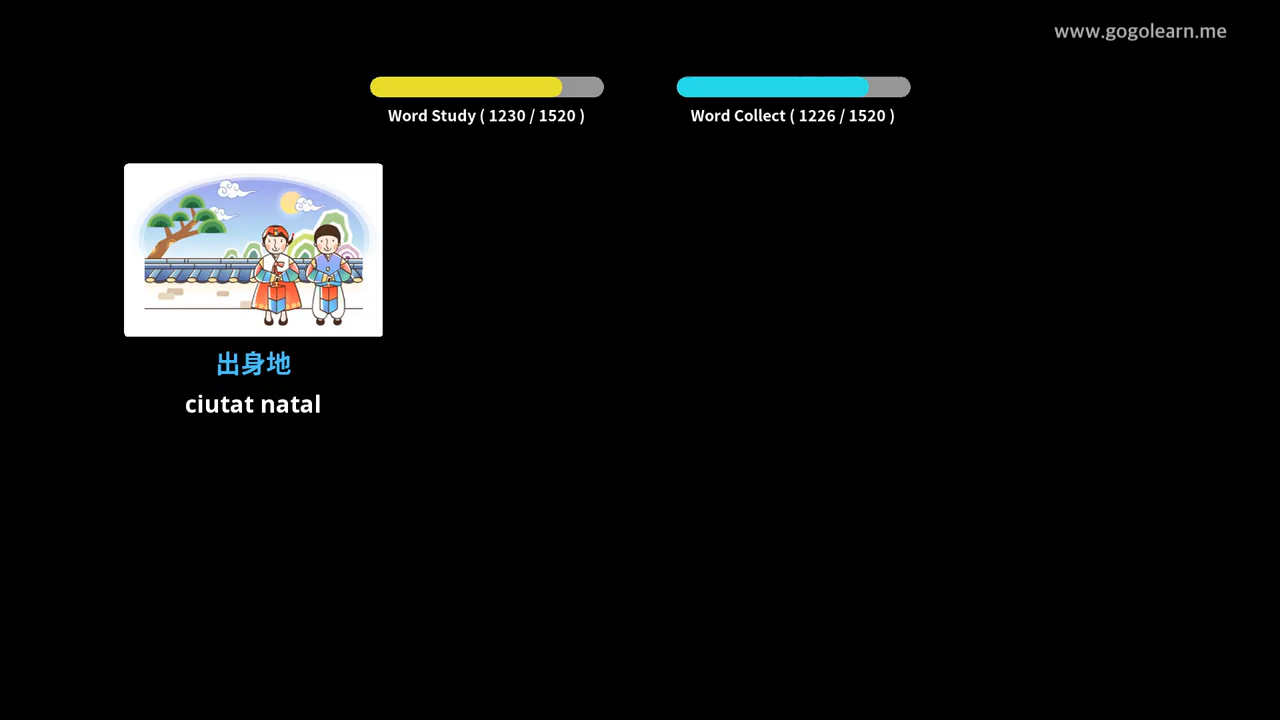 www.gogolearn.me
Word Study ( 1230 / 1520 )
Word Collect ( 1226 / 1520 )
出身地
ciutat natal